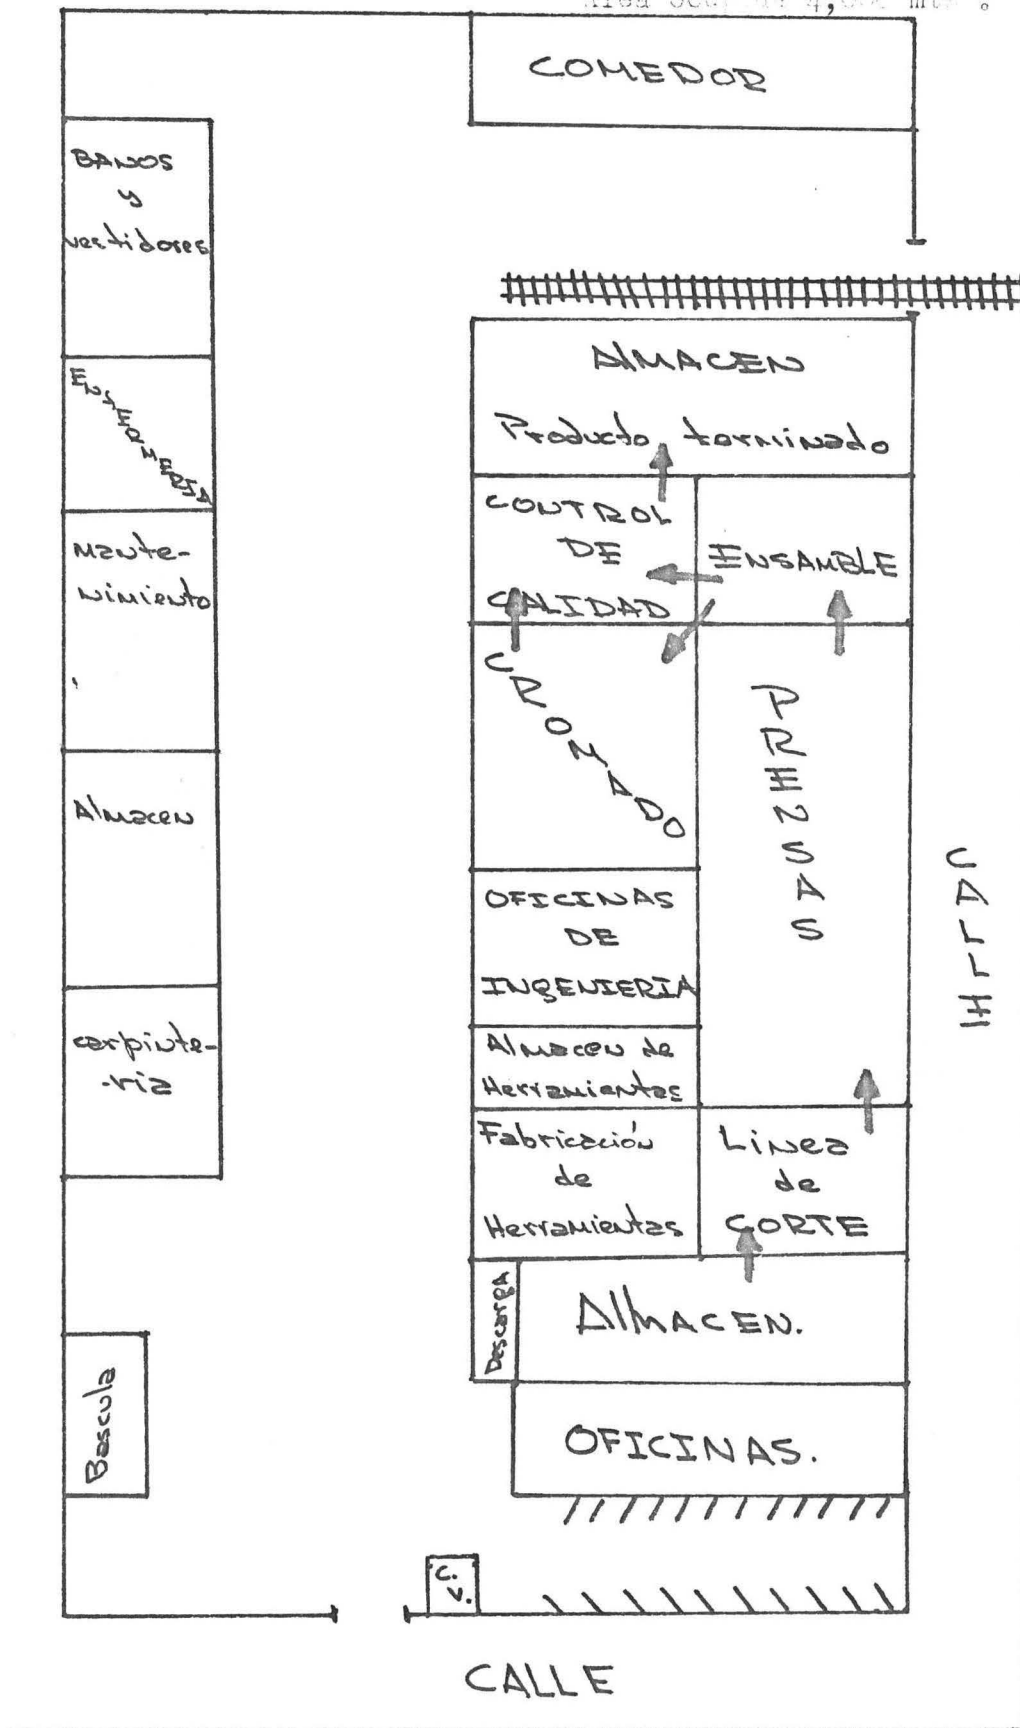 COMEDOR
BANOS
y
vestidores
ENFERMERIA
ALMACEN
Producto terminado
CONTROL
DE
CALIDAD
ENSAMBLE
Mante-
nimiento
CROMADO
PRENSAS
Almacen
OFICINAS
DE
INGENIERIA
CALLE
carpinte-
-ria
Almacen de
Herramientas
Fabricación
de
Herramientas
Linea
de
CORTE
Descarga
AlmACEN.
Bascula
OFICINAS.
C.
V.
CALLE